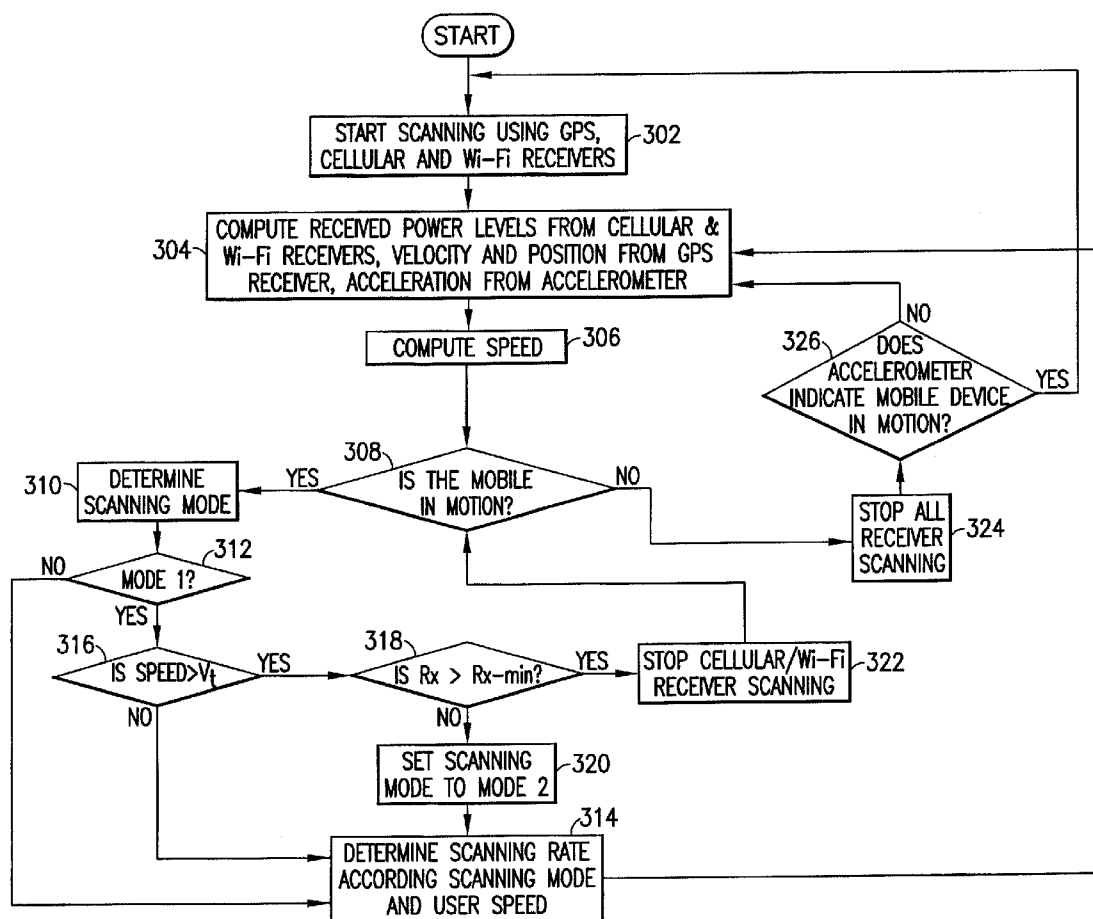 START
START SCANNING USING GPS,
CELLULAR AND Wi-Fi RECEIVERS
302
304
COMPUTE RECEIVED POWER LEVELS FROM CELLULAR &
Wi-Fi RECEIVERS, VELOCITY AND POSITION FROM GPS
RECEIVER, ACCELERATION FROM ACCELEROMETER
COMPUTE SPEED
306
NO
326
DOES
ACCELEROMETER
INDICATE MOBILE DEVICE
IN MOTION?
YES
308
IS THE MOBILE
IN MOTION?
YES
NO
310
DETERMINE
SCANNING MODE
STOP ALL
RECEIVER
SCANNING
324
312
MODE 1?
NO
YES
316
IS SPEED>Vt
YES
NO
318
IS Rx > Rx-min?
YES
NO
STOP CELLULAR/Wi-Fi
RECEIVER SCANNING
322
SET SCANNING
MODE TO MODE 2
320
314
DETERMINE SCANNING RATE
ACCORDING SCANNING MODE
AND USER SPEED